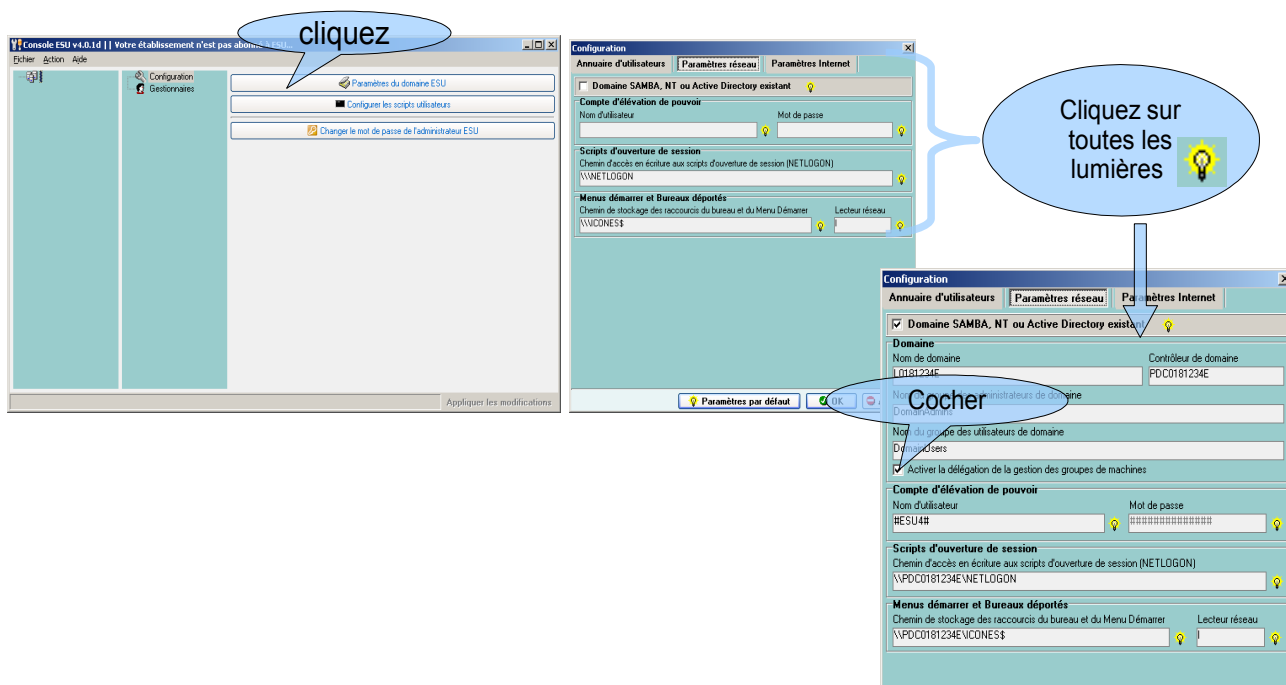 Console ESU v4.0.1d || Votre établissement n'est pas abonné à ESU...
cliquez
Fichier Action Aide
Configuration
Gestionnaires
Paramètres du domaine ESU
Configurer les scripts utilisateurs
Changer le mot de passe de l'administrateur ESU
Appliquer les modifications
Configuration
Annuaire d'utilisateurs Paramètres réseau Paramètres Internet
Domaine SAMBA, NT ou Active Directory existant
Compte d'élévation de pouvoir
Nom d'utilisateur Mot de passe
Scripts d'ouverture de session
Chemin d'accès en écriture aux scripts d'ouverture de session (NETLOGON)
\\\NETLOGON
Menus démarrer et Bureaux déportés
Chemin de stockage des raccourcis du bureau et du Menu Démarrer Lecteur réseau
\\\ICONES$ I
Paramètres par défaut OK
Cliquez sur
toutes les
lumières
Configuration
Annuaire d'utilisateurs Paramètres réseau Paramètres Internet
Domaine SAMBA, NT ou Active Directory existant
Domaine
Nom de domaine Contrôleur de domaine
L0181234E PDC0181234E
Cocher
Nom du groupe des administrateurs de domaine
DomainAdmins
Nom du groupe des utilisateurs de domaine
DomainUsers
Activer la délégation de la gestion des groupes de machines
Compte d'élévation de pouvoir
Nom d'utilisateur Mot de passe
#ESU4# ##############
Scripts d'ouverture de session
Chemin d'accès en écriture aux scripts d'ouverture de session (NETLOGON)
\\PDC0181234E\NETLOGON
Menus démarrer et Bureaux déportés
Chemin de stockage des raccourcis du bureau et du Menu Démarrer Lecteur réseau
\\PDC0181234E\ICONES$ I